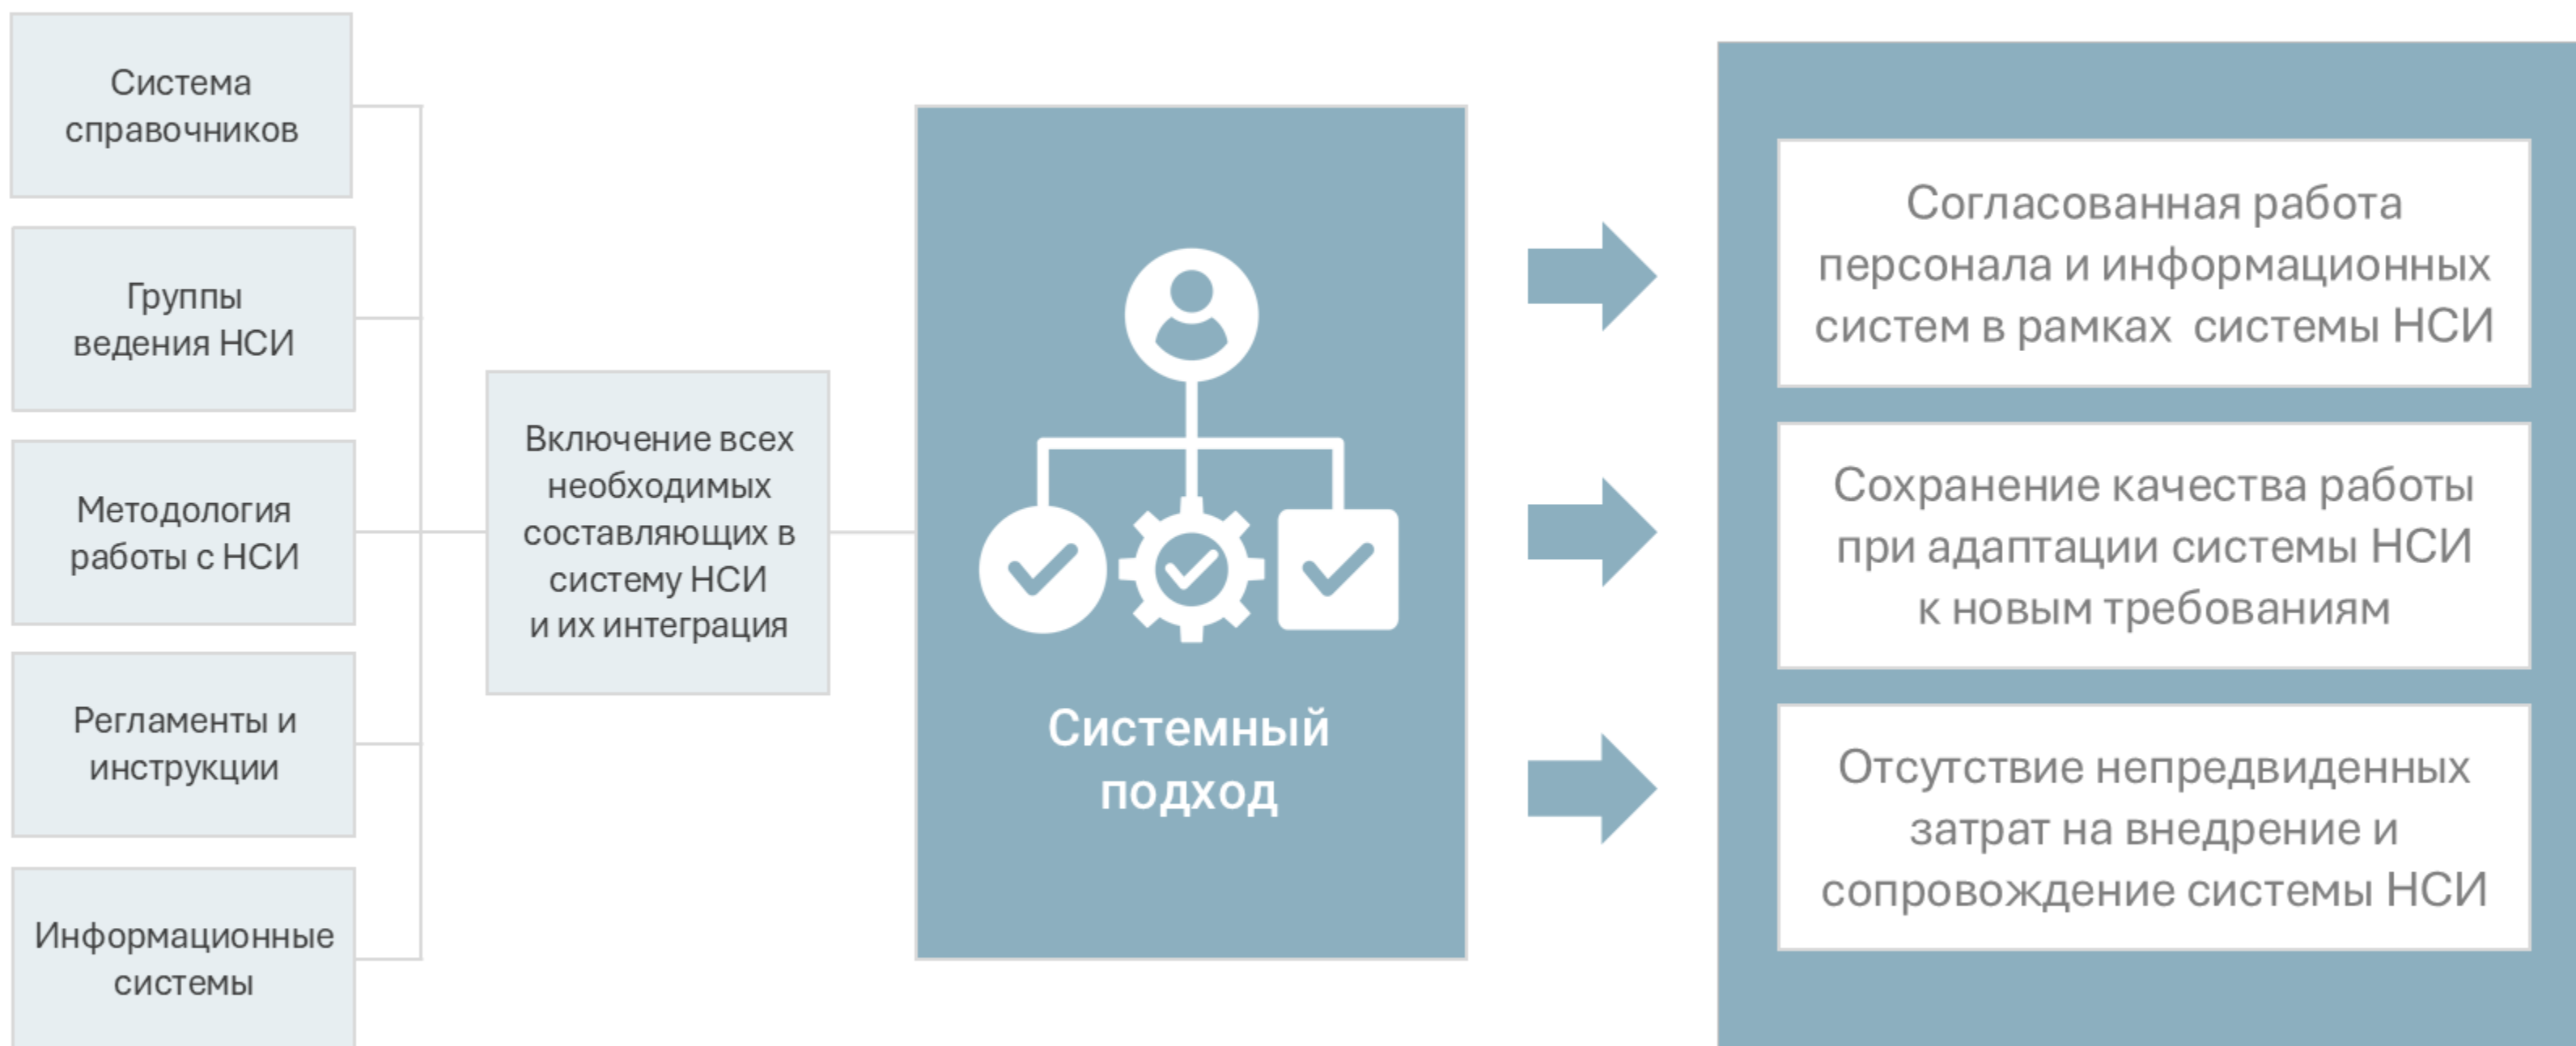 Система
справочников
Группы
ведения НСИ
Методология
работы с НСИ
Регламенты и
инструкции
Информационные
системы
Включение всех
необходимых
составляющих в
систему НСИ
и их интеграция
Системный
подход
Согласованная работа
персонала и информационных
систем в рамках системы НСИ
Сохранение качества работы
при адаптации системы НСИ
к новым требованиям
Отсутствие непредвиденных
затрат на внедрение и
сопровождение системы НСИ